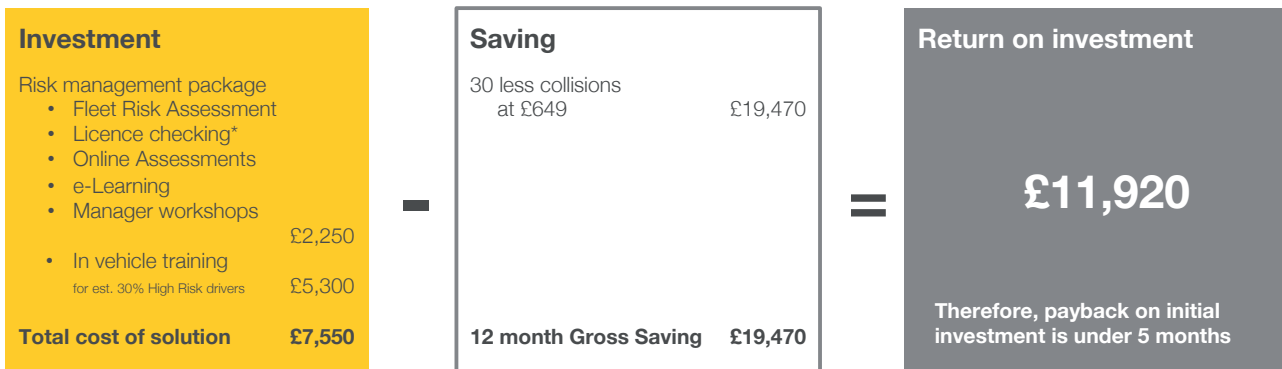 Investment
Risk management package
• Fleet Risk Assessment
• Licence checking*
• Online Assessments
• e-Learning
• Manager workshops
£2,250
• In vehicle training
for est. 30% High Risk drivers £5,300
Total cost of solution £7,550
-
Saving
30 less collisions
at £649 £19,470
12 month Gross Saving £19,470
=
Return on investment
£11,920
Therefore, payback on initial
investment is under 5 months